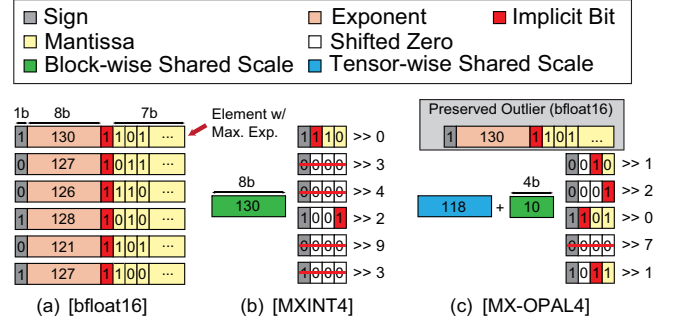 Sign
Exponent
Implicit Bit
Mantissa
Shifted Zero
Block-wise Shared Scale
Tensor-wise Shared Scale
1b 8b 7b
Element w/
Max. Exp.
1 130 1 1 0 1 ...
0 127 1 0 1 1 ...
0 126 1 1 1 0 ...
1 128 1 0 1 0 ...
0 121 1 1 0 1 ...
1 127 1 1 0 0 ...
(a) [bfloat16]
8b
130
1 1 1 0 >> 0
0 0 0 0 >> 3
0 0 0 0 >> 4
1 0 0 1 >> 2
0 0 0 0 >> 9
1 0 0 0 >> 3
(b) [MXINT4]
Preserved Outlier (bfloat16)
1 130 1 1 0 1 ...
4b
118 + 10
0 0 1 0 >> 1
0 0 0 1 >> 2
1 1 0 1 >> 0
0 0 0 0 >> 7
1 0 1 1 >> 1
(c) [MX-OPAL4]